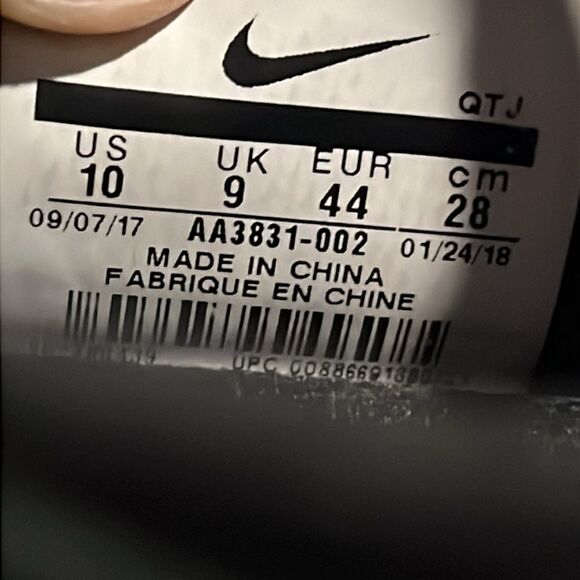 QTJ
US UK EUR cm
10 9 44 28
09/07/17 AA3831-002 01/24/18
MADE IN CHINA
FABRIQUE EN CHINE
UPC